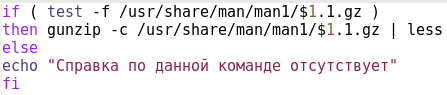 if ( test -f /usr/share/man/man1/$1.1.gz )
then gunzip -c /usr/share/man/man1/$1.1.gz | less
else
echo "Справка по данной команде отсутствует"
fi